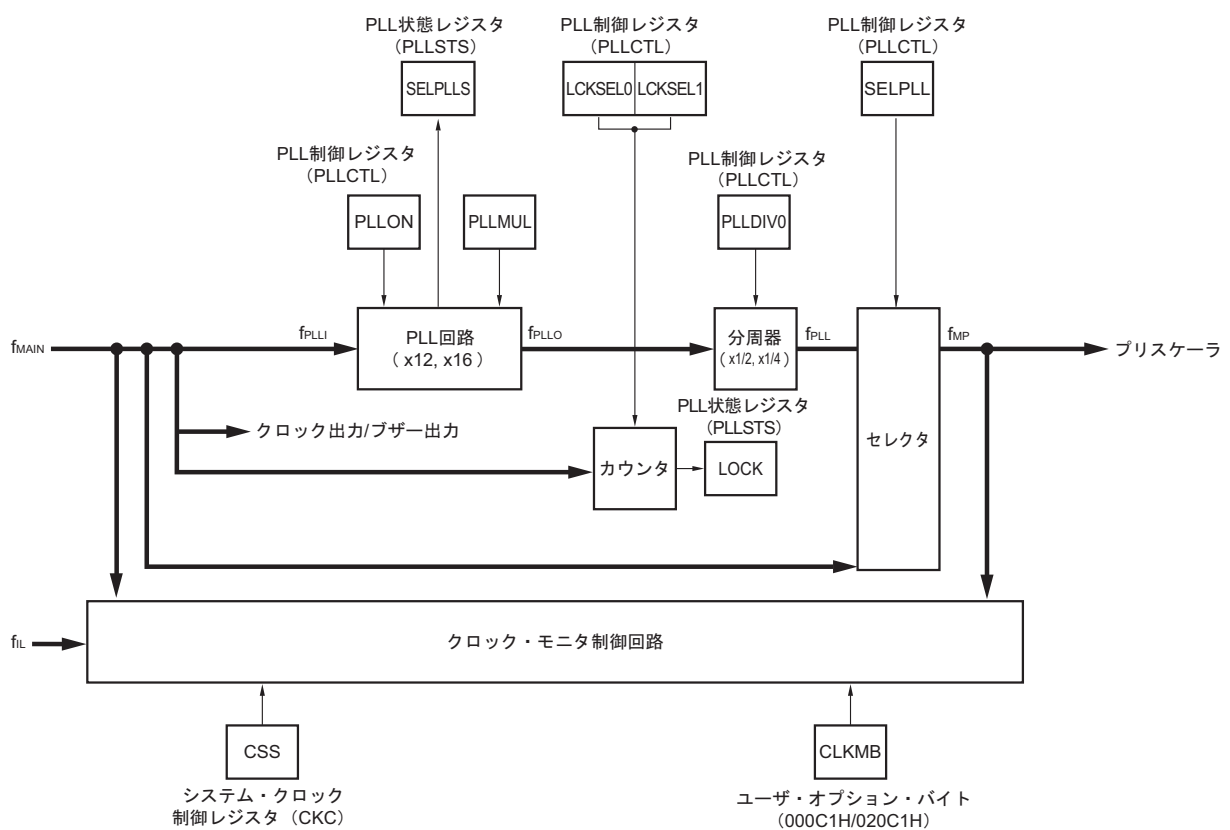 PLL状態レジスタ
(PLLSTS)
SELPLLS
PLL制御レジスタ
(PLLCTL)
LCKSEL0 LCKSEL1
PLL制御レジスタ
(PLLCTL)
SELPLL
PLL制御レジスタ
(PLLCTL)
PLLON
PLLMUL
PLL制御レジスタ
(PLLCTL)
PLLDIV0
fMAIN
fPLLI
PLL回路
(x12, x16)
fPLLO
分周器
(x1/2, x1/4)
fPLL
セレクタ
fMP
プリスケーラ
クロック出力/ブザー出力
カウンタ
PLL状態レジスタ
(PLLSTS)
LOCK
fIL
クロック・モニタ制御回路
CSS
システム・クロック
制御レジスタ(CKC)
CLKMB
ユーザ・オプション・バイト
(000C1H/020C1H)